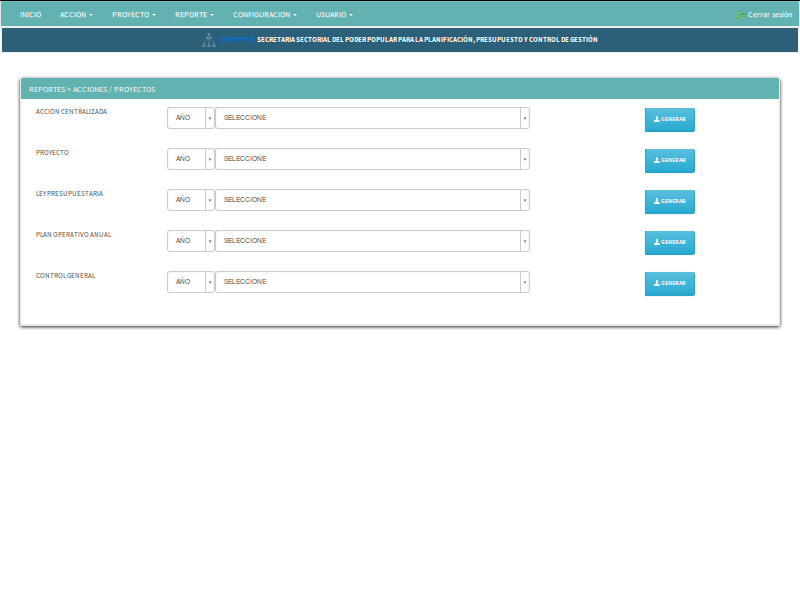 INICIO ACCION PROYECTO REPORTE CONFIGURACION USUARIO Cerrar sesión
SECRETARIA SECTORIAL DEL PODER POPULAR PARA LA PLANIFICACIÓN, PRESUPUESTO Y CONTROL DE GESTIÓN
REPORTES > ACCIONES / PROYECTOS
ACCION CENTRALIZADA AÑO SELECCIONE GENERAR
PROYECTO AÑO SELECCIONE GENERAR
LEY PRESUPUESTARIA AÑO SELECCIONE GENERAR
PLAN OPERATIVO ANUAL AÑO SELECCIONE GENERAR
CONTROL GENERAL AÑO SELECCIONE GENERAR